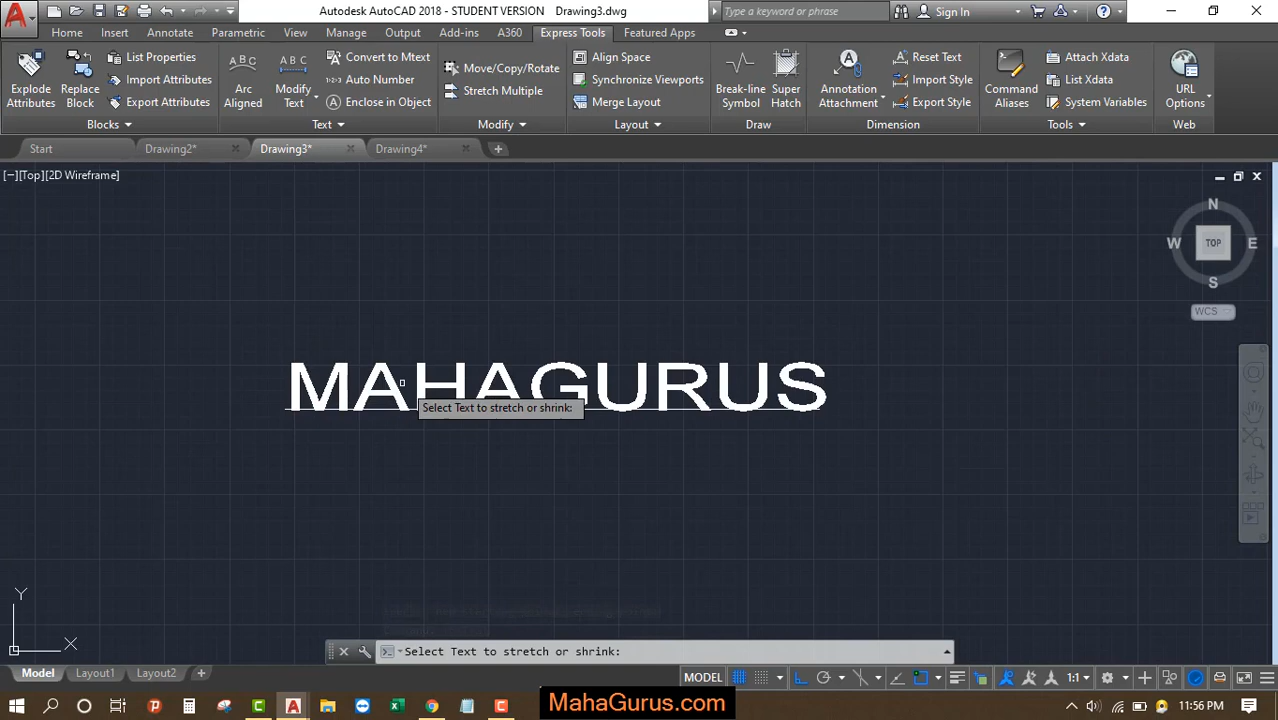 Autodesk AutoCAD 2018 - STUDENT VERSION Drawing3.dwg
Type a keyword or phrase
Sign In
Home Insert Annotate Parametric View Manage Output Add-ins A360 Express Tools Featured Apps
Explode Attributes
Replace Block
List Properties
Import Attributes
Export Attributes
Blocks
ABC
Arc Aligned
ABC
Modify Text
Convert to Mtext
Auto Number
Enclose in Object
Text
Move/Copy/Rotate
Stretch Multiple
Modify
Align Space
Synchronize Viewports
Merge Layout
Layout
Break-line Symbol
Super Hatch
Draw
Annotation Attachment
Reset Text
Import Style
Export Style
Dimension
Command Aliases
Attach Xdata
List Xdata
System Variables
Tools
URL Options
Web
Start Drawing2* Drawing3* Drawing4*
[−][Top][2D Wireframe]
N
W TOP E
S
WCS
MAHAGURUS
Select Text to stretch or shrink:
Y
X
Select Text to stretch or shrink:
Model Layout1 Layout2
MODEL 1:1
MahaGurus.com
11:56 PM